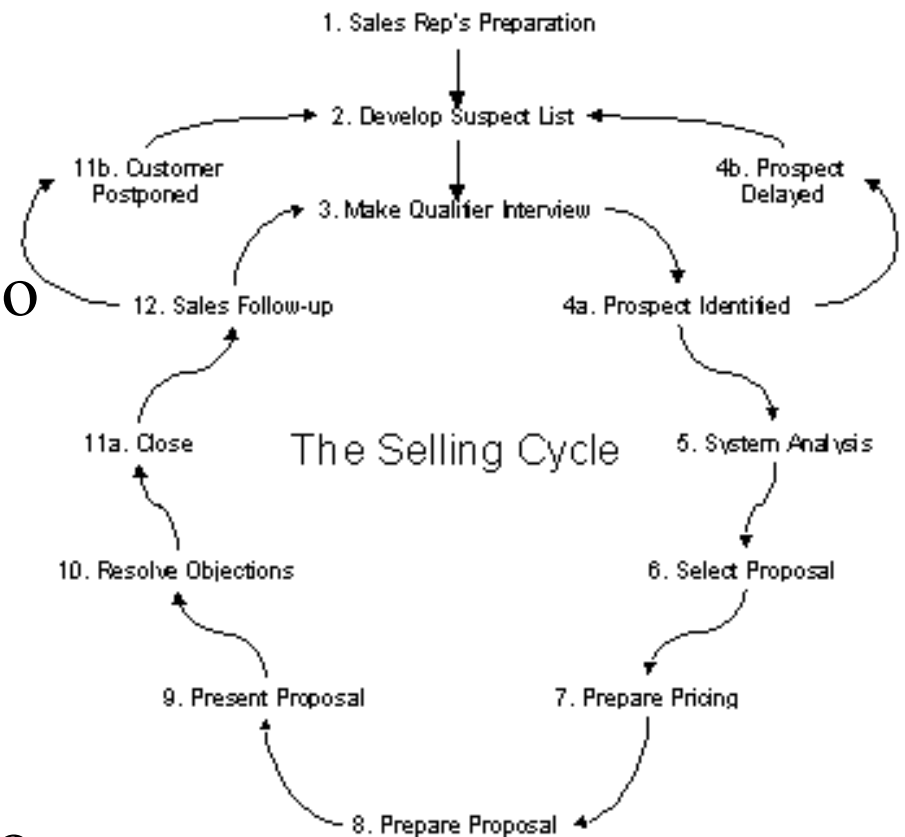 1. Sales Rep's Preparation
2. Develop Suspect List
11b. Customer
Postponed
4b. Prospect
Delayed
3. Make Qualifier Interview
O
12. Sales Follow-up
4a. Prospect Identified
11a. Close
The Selling Cycle
5. System Analysis
10. Resolve Objections
6. Select Proposal
9. Present Proposal
7. Prepare Pricing
8. Prepare Proposal